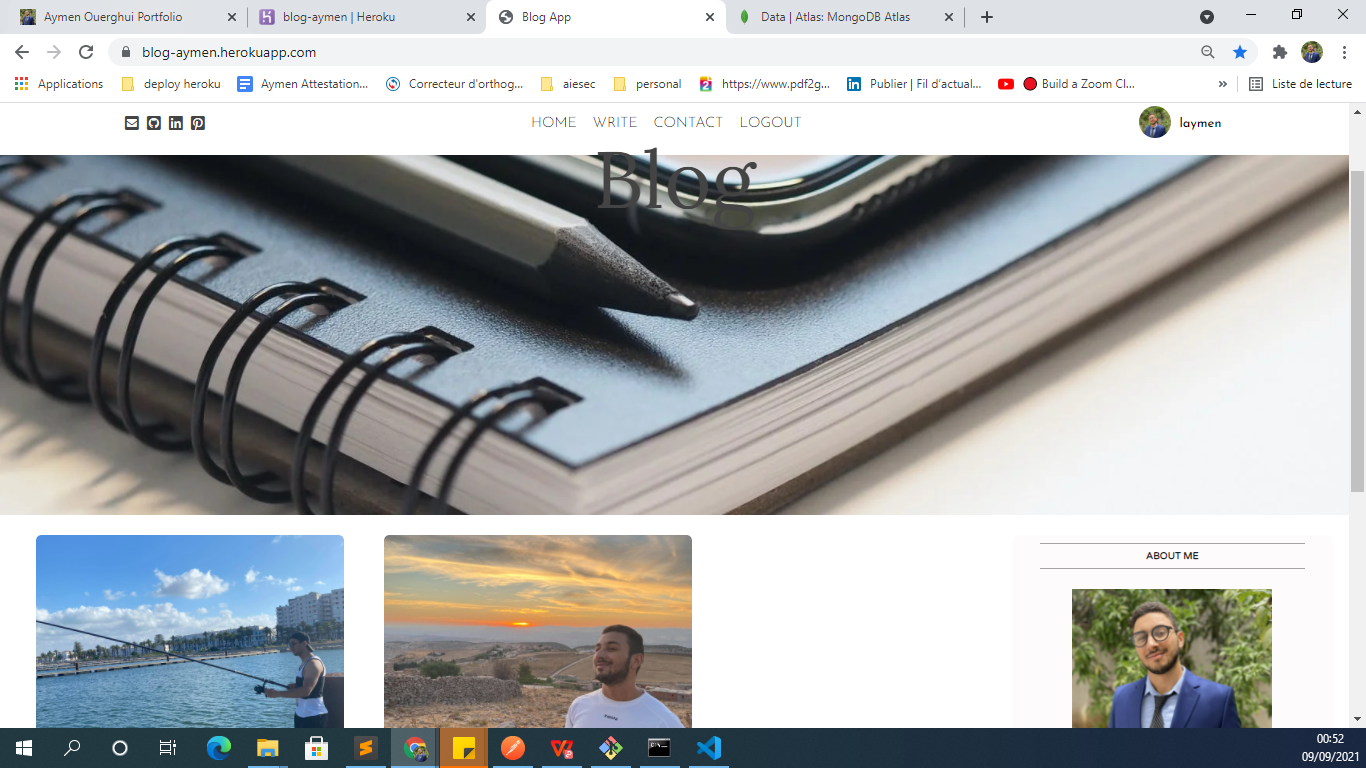 Aymen Ouerghui Portfolio
blog-aymen | Heroku
Blog App
Data | Atlas: MongoDB Atlas
blog-aymen.herokuapp.com
Applications
deploy heroku
Aymen Attestation...
Correcteur d'orthog...
aiesec
personal
https://www.pdf2g...
Publier | Fil d'actual...
Build a Zoom Cl...
»
Liste de lecture
HOME WRITE CONTACT LOGOUT
laymen
Blog
ABOUT ME
00:52
09/09/2021